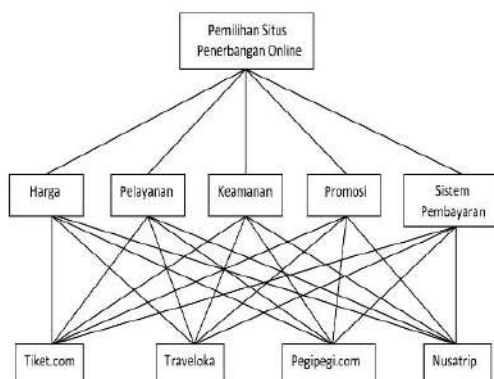 Pemilihan Situs
Penerbangan Online
Harga
Pelayanan
Keamanan
Promosi
Sistem
Pembayaran
Tiket.com
Traveloka
Pegipegi.com
Nusatrip